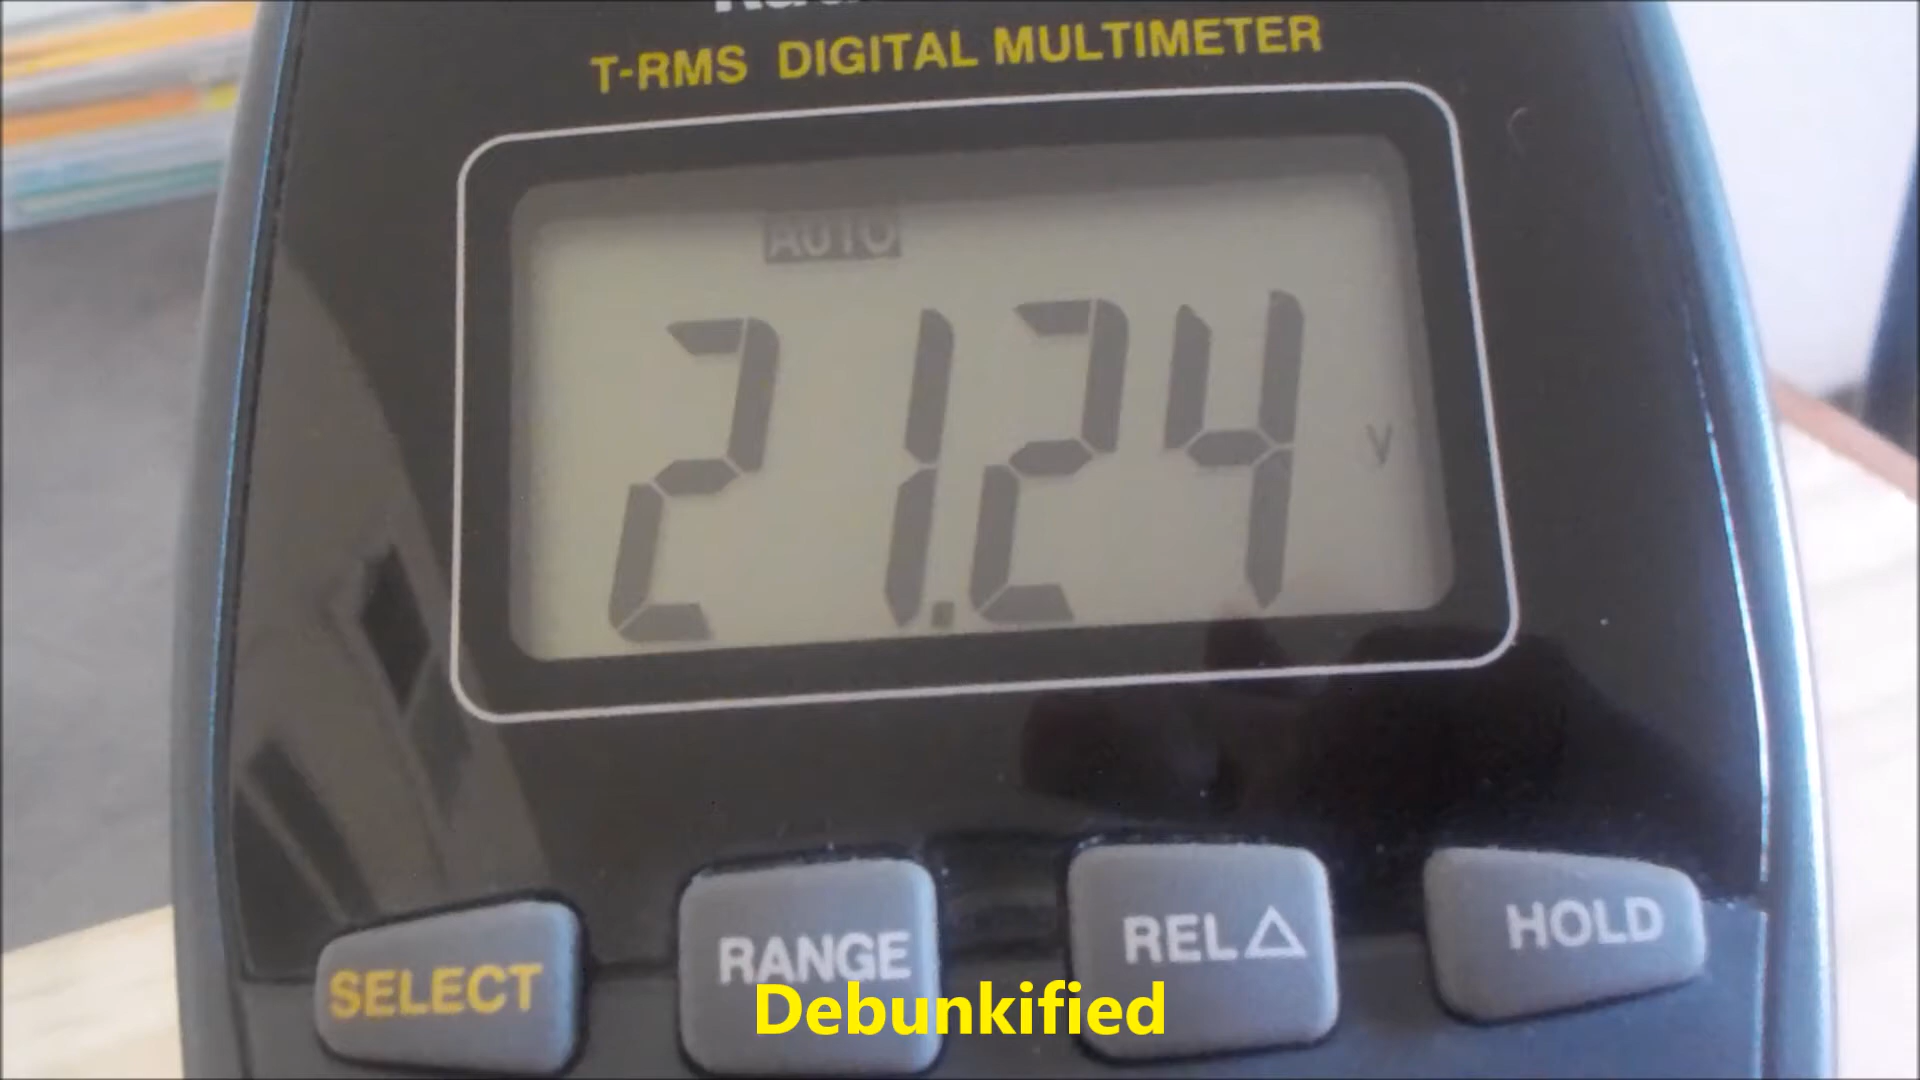 T-RMS DIGITAL MULTIMETER
AUTO
21.24 V
SELECT RANGE REL△ HOLD
Debunkified